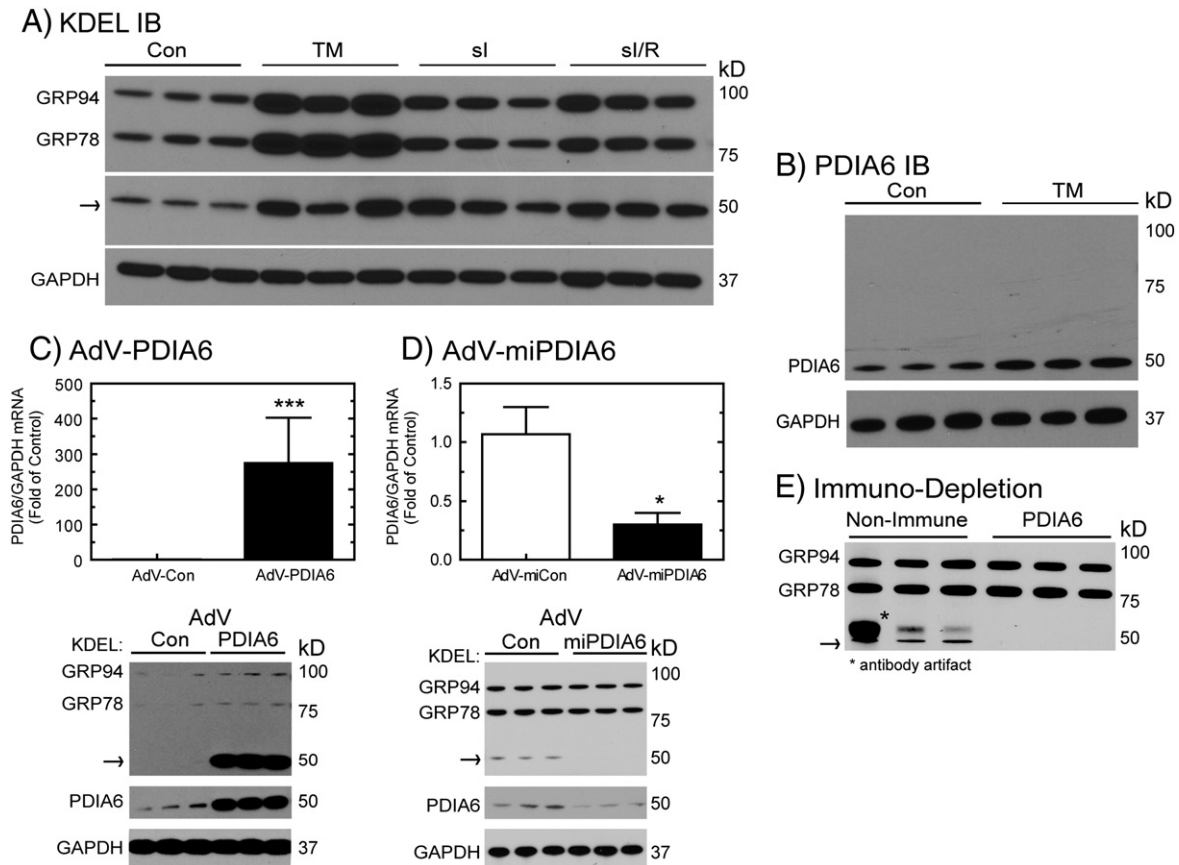 A) KDEL IB
Con TM sI sI/R
kD
GRP94
100
GRP78
75
→
50
GAPDH
37
B) PDIA6 IB
Con TM
kD
100
75
PDIA6
50
GAPDH
37
C) AdV-PDIA6
PDIA6/GAPDH mRNA
(Fold of Control)
500
450
400
350
300
250
200
150
100
50
0
***
AdV-Con AdV-PDIA6
AdV
KDEL: Con PDIA6 kD
GRP94
100
GRP78
75
→
50
PDIA6
50
GAPDH
37
D) AdV-miPDIA6
PDIA6/GAPDH mRNA
(Fold of Control)
1.5
1.0
0.5
0.0
*
AdV-miCon AdV-miPDIA6
AdV
KDEL: Con miPDIA6 kD
GRP94
100
GRP78
75
→
50
PDIA6
50
GAPDH
37
E) Immuno-Depletion
Non-Immune PDIA6 kD
GRP94
100
GRP78
75
*
→
50
* antibody artifact